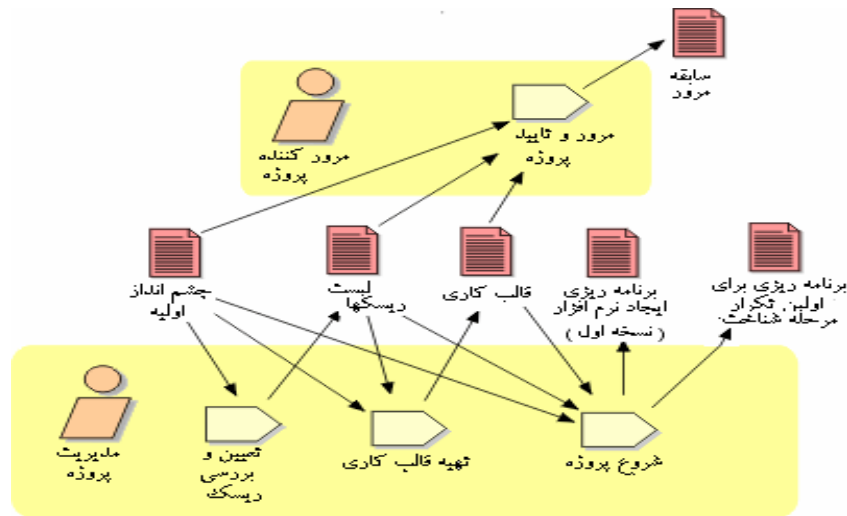 سابقه
مرور
مرور کننده
پروژه
مرور و تایید
پروژه
چشم انداز
اولیه
لیست
ریسکها
قالب کاری
برنامه ریزی
ایجاد نرم افزار
( نسخه اول )
برنامه ریزی برای
اولین تکرار
مرحله شناخت
مدیریت
پروژه
تعیین و
بررسی
ریسک
تهیه قالب کاری
شروع پروژه